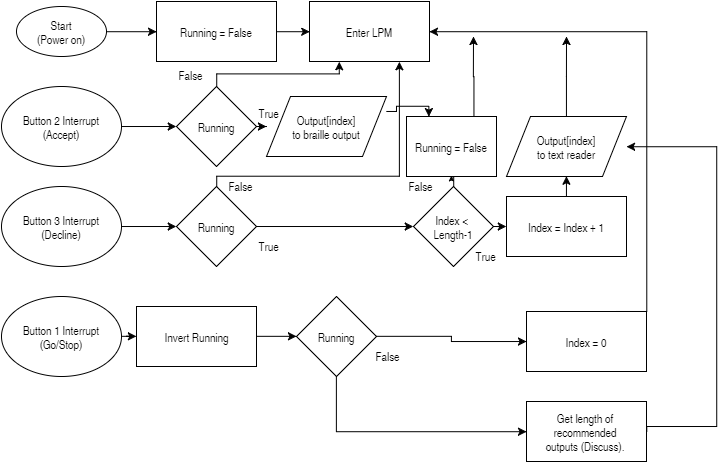 Start
(Power on)
Running = False
Enter LPM
False
Button 2 Interrupt
(Accept)
Running
True
Output[index]
to braille output
Running = False
Output[index]
to text reader
False
False
Button 3 Interrupt
(Decline)
Running
True
Index <
Length-1
True
Index = Index + 1
Button 1 Interrupt
(Go/Stop)
Invert Running
Running
False
Index = 0
Get length of
recommended
outputs (Discuss).